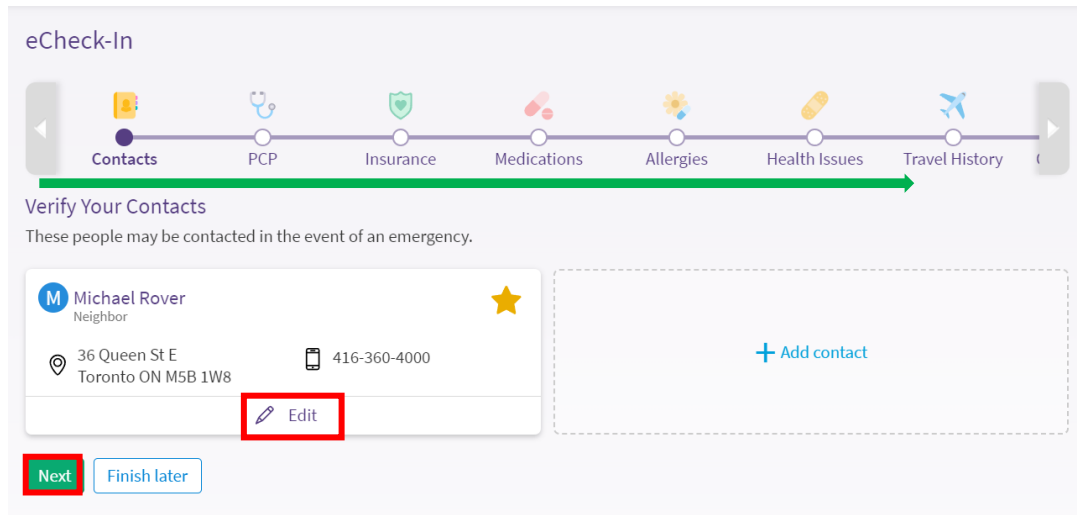 eCheck-In
Contacts PCP Insurance Medications Allergies Health Issues Travel History
Verify Your Contacts
These people may be contacted in the event of an emergency.
M Michael Rover
Neighbor
36 Queen St E
Toronto ON M5B 1W8
416-360-4000
Edit
+ Add contact
Next Finish later